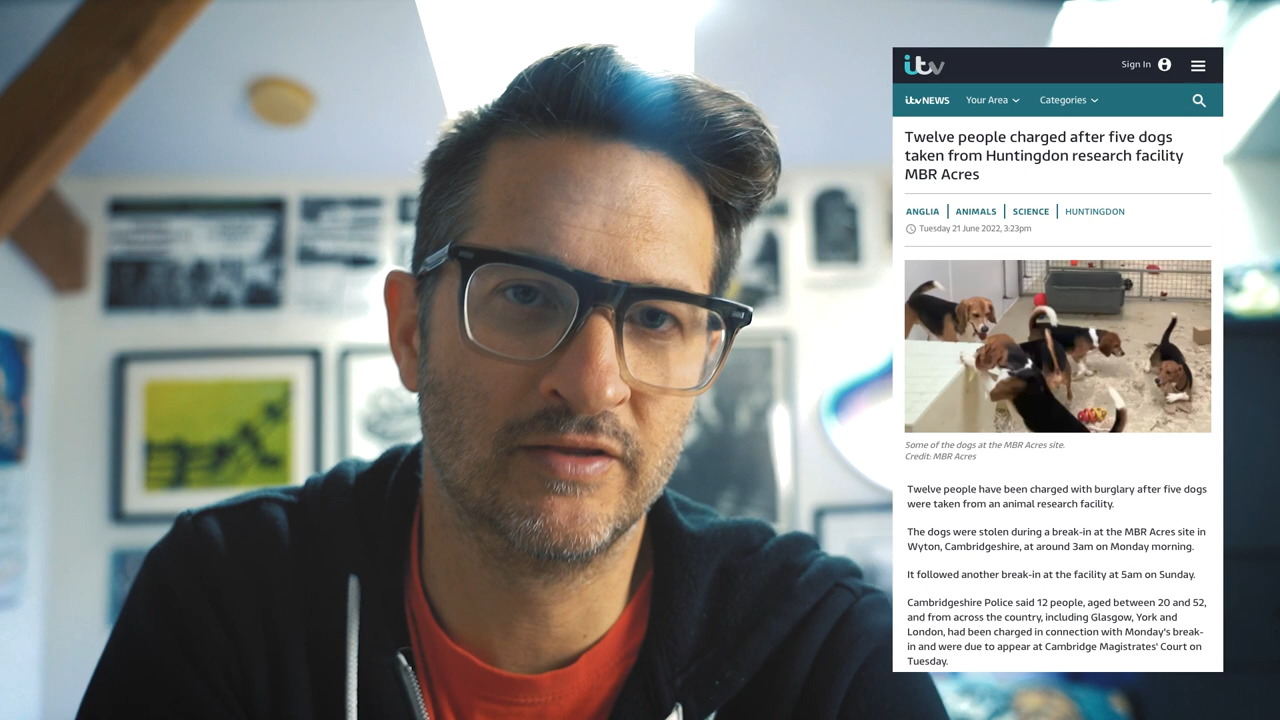 itv
Sign In
itv NEWS Your Area Categories
Twelve people charged after five dogs
taken from Huntingdon research facility
MBR Acres
ANGLIA | ANIMALS | SCIENCE | HUNTINGDON
Tuesday 21 June 2022, 3:23pm
Some of the dogs at the MBR Acres site.
Credit: MBR Acres
Twelve people have been charged with burglary after five dogs
were taken from an animal research facility.
The dogs were stolen during a break-in at the MBR Acres site in
Wyton, Cambridgeshire, at around 3am on Monday morning.
It followed another break-in at the facility at 5am on Sunday.
Cambridgeshire Police said 12 people, aged between 20 and 52,
and from across the country, including Glasgow, York and
London, had been charged in connection with Monday's break-
in and were due to appear at Cambridge Magistrates' Court on
Tuesday.